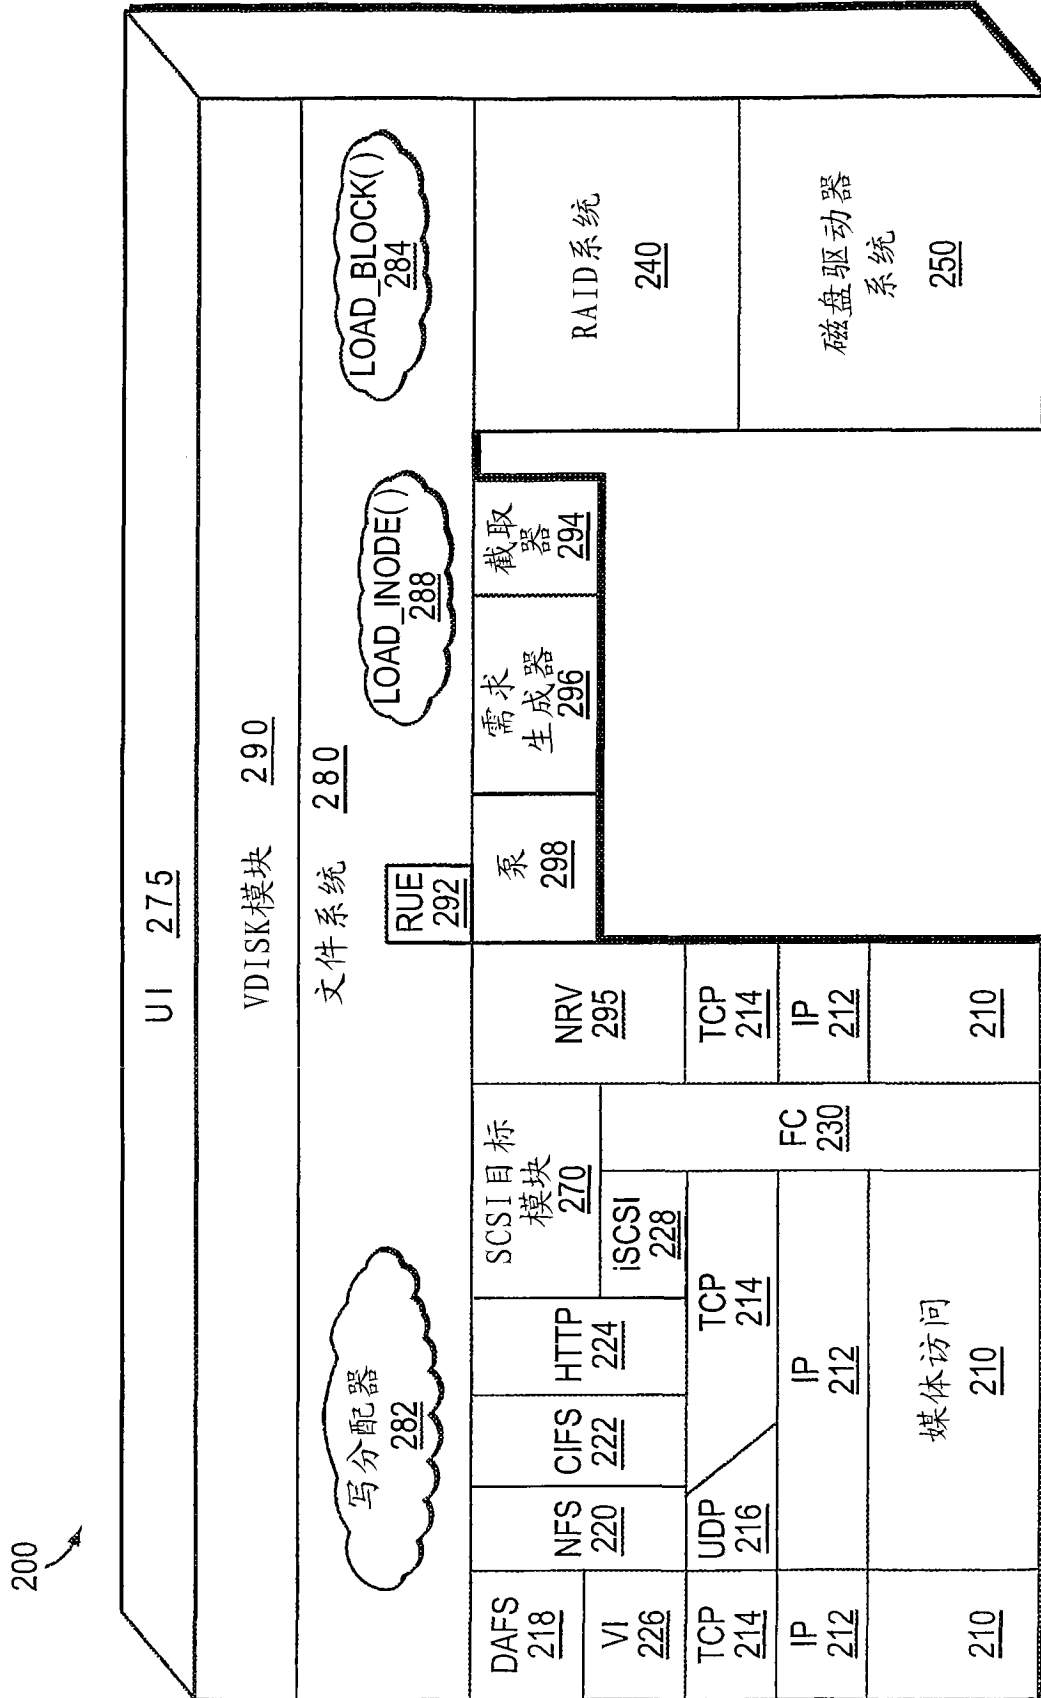 200
UI 275
VDISK模块 290
文件系统 280
写分配器
282
RUE
292
LOAD_INODE()
288
LOAD_BLOCK()
284
DAFS
218
VI
226
TCP
214
IP
212
210
NFS
220
CIFS
222
HTTP
224
SCSI目标
模块
270
iSCSI
228
UDP
216
TCP
214
IP
212
媒体访问
210
FC
230
NRV
295
TCP
214
IP
212
210
泵
298
需求
生成器
296
截取
器
294
RAID系统
240
磁盘驱动器
系统
250